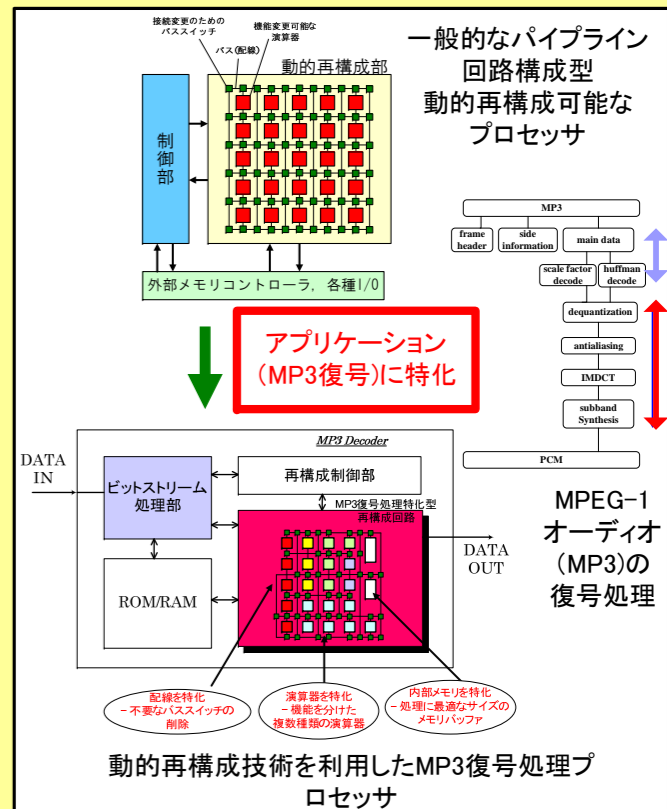 接続変更のための
バススイッチ
バス(配線)
機能変更可能な
演算器
動的再構成部
制御部
外部メモリコントローラ, 各種I/O
一般的なパイプライン
回路構成型
動的再構成可能な
プロセッサ
アプリケーション
(MP3復号)に特化
MP3
frame
header
side
information
main data
scale factor
decode
huffman
decode
dequantization
antialiasing
IMDCT
subband
Synthesis
PCM
MPEG-1
オーディオ
(MP3)の
復号処理
MP3 Decoder
DATA
IN
ビットストリーム
処理部
再構成制御部
MP3復号処理特化型
再構成回路
ROM/RAM
DATA
OUT
配線を特化
－不要なバススイッチの
削除
演算器を特化
－機能を分けた
複数種類の演算器
内部メモリを特化
－処理に最適なサイズの
メモリバッファ
動的再構成技術を利用したMP3復号処理プ
ロセッサ